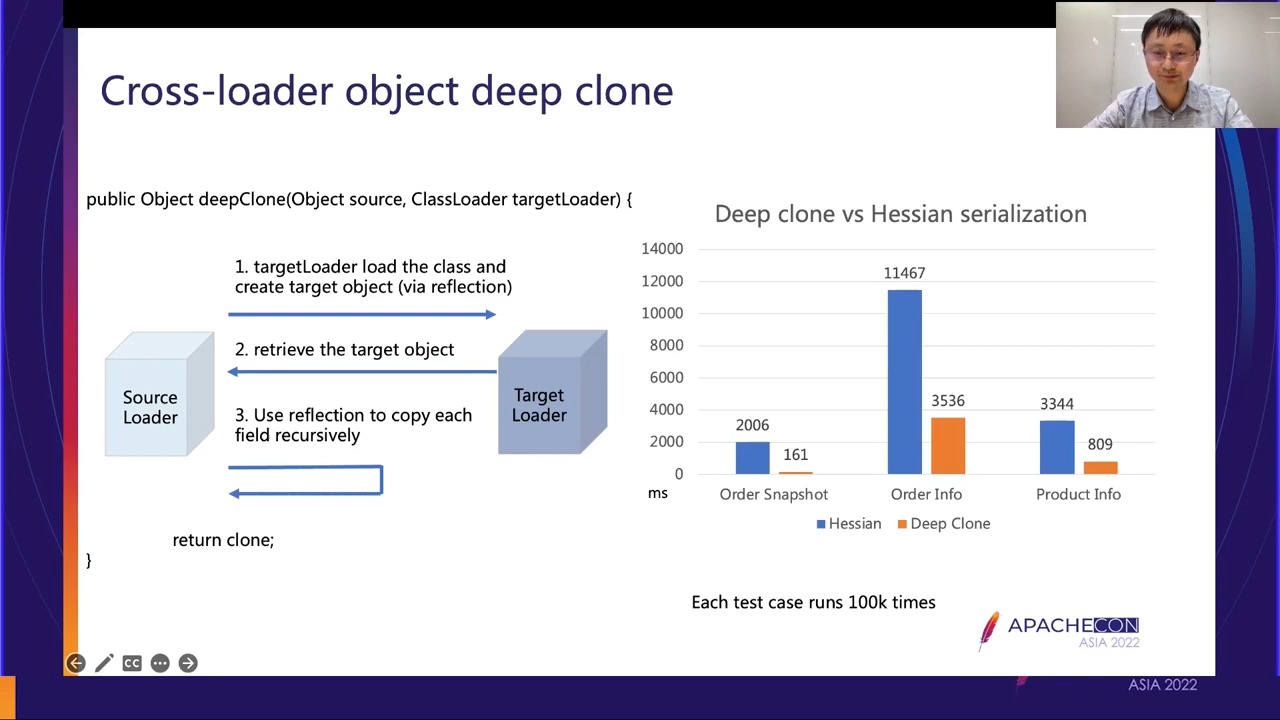 Cross-loader object deep clone
public Object deepClone(Object source, ClassLoader targetLoader) {
1. targetLoader load the class and
create target object (via reflection)
2. retrieve the target object
Source
Loader
Target
Loader
3. Use reflection to copy each
field recursively
return clone;
}
Deep clone vs Hessian serialization
14000
12000
10000
8000
6000
4000
2000
0
ms
2006
161
11467
3536
3344
809
Order Snapshot
Order Info
Product Info
Hessian
Deep Clone
Each test case runs 100k times
APACHECON
ASIA 2022
CC
ASIA 2022